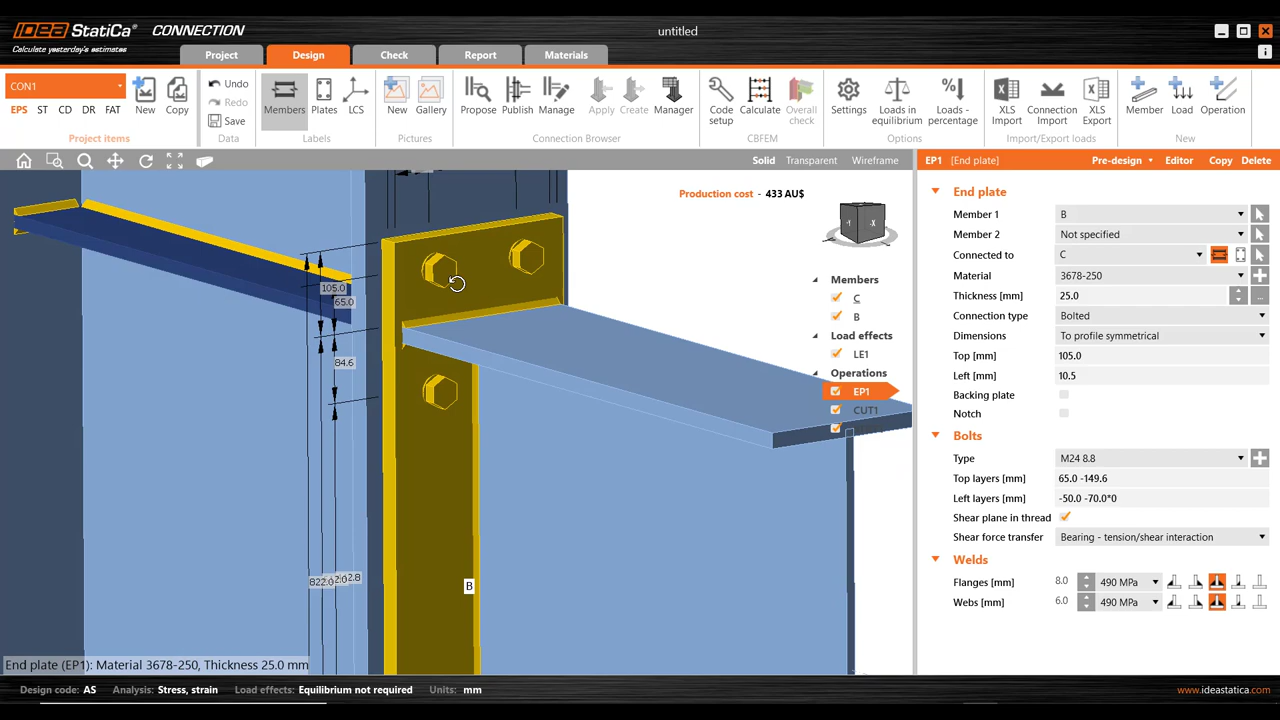 IDEA StatiCa® CONNECTION
Calculate yesterday's estimates
untitled
i
Project Design Check Report Materials
CON1
EPS ST CD DR FAT
New Copy
Project items
Undo
Redo
Save
Data
Members Plates LCS
Labels
New Gallery
Pictures
Propose Publish Manage Apply Create Manager
Connection Browser
Code setup Calculate Overall check
CBFEM
Settings Loads in equilibrium Loads - percentage
Options
XLS Import Connection Import XLS Export
Import/Export loads
Member Load Operation
New
Solid Transparent Wireframe
Production cost - 433 AU$
-Y -X
Members
C
B
Load effects
LE1
Operations
EP1
CUT1
105.0
65.0
84.6
B
End plate (EP1): Material 3678-250, Thickness 25.0 mm
EP1 [End plate] Pre-design Editor Copy Delete
End plate
Member 1 B
Member 2 Not specified
Connected to C
Material 3678-250
Thickness [mm] 25.0
Connection type Bolted
Dimensions To profile symmetrical
Top [mm] 105.0
Left [mm] 10.5
Backing plate
Notch
Bolts
Type M24 8.8
Top layers [mm] 65.0 -149.6
Left layers [mm] -50.0 -70.0*0
Shear plane in thread
Shear force transfer Bearing - tension/shear interaction
Welds
Flanges [mm] 8.0 490 MPa
Webs [mm] 6.0 490 MPa
Design code: AS Analysis: Stress, strain Load effects: Equilibrium not required Units: mm
www.ideastatica.com